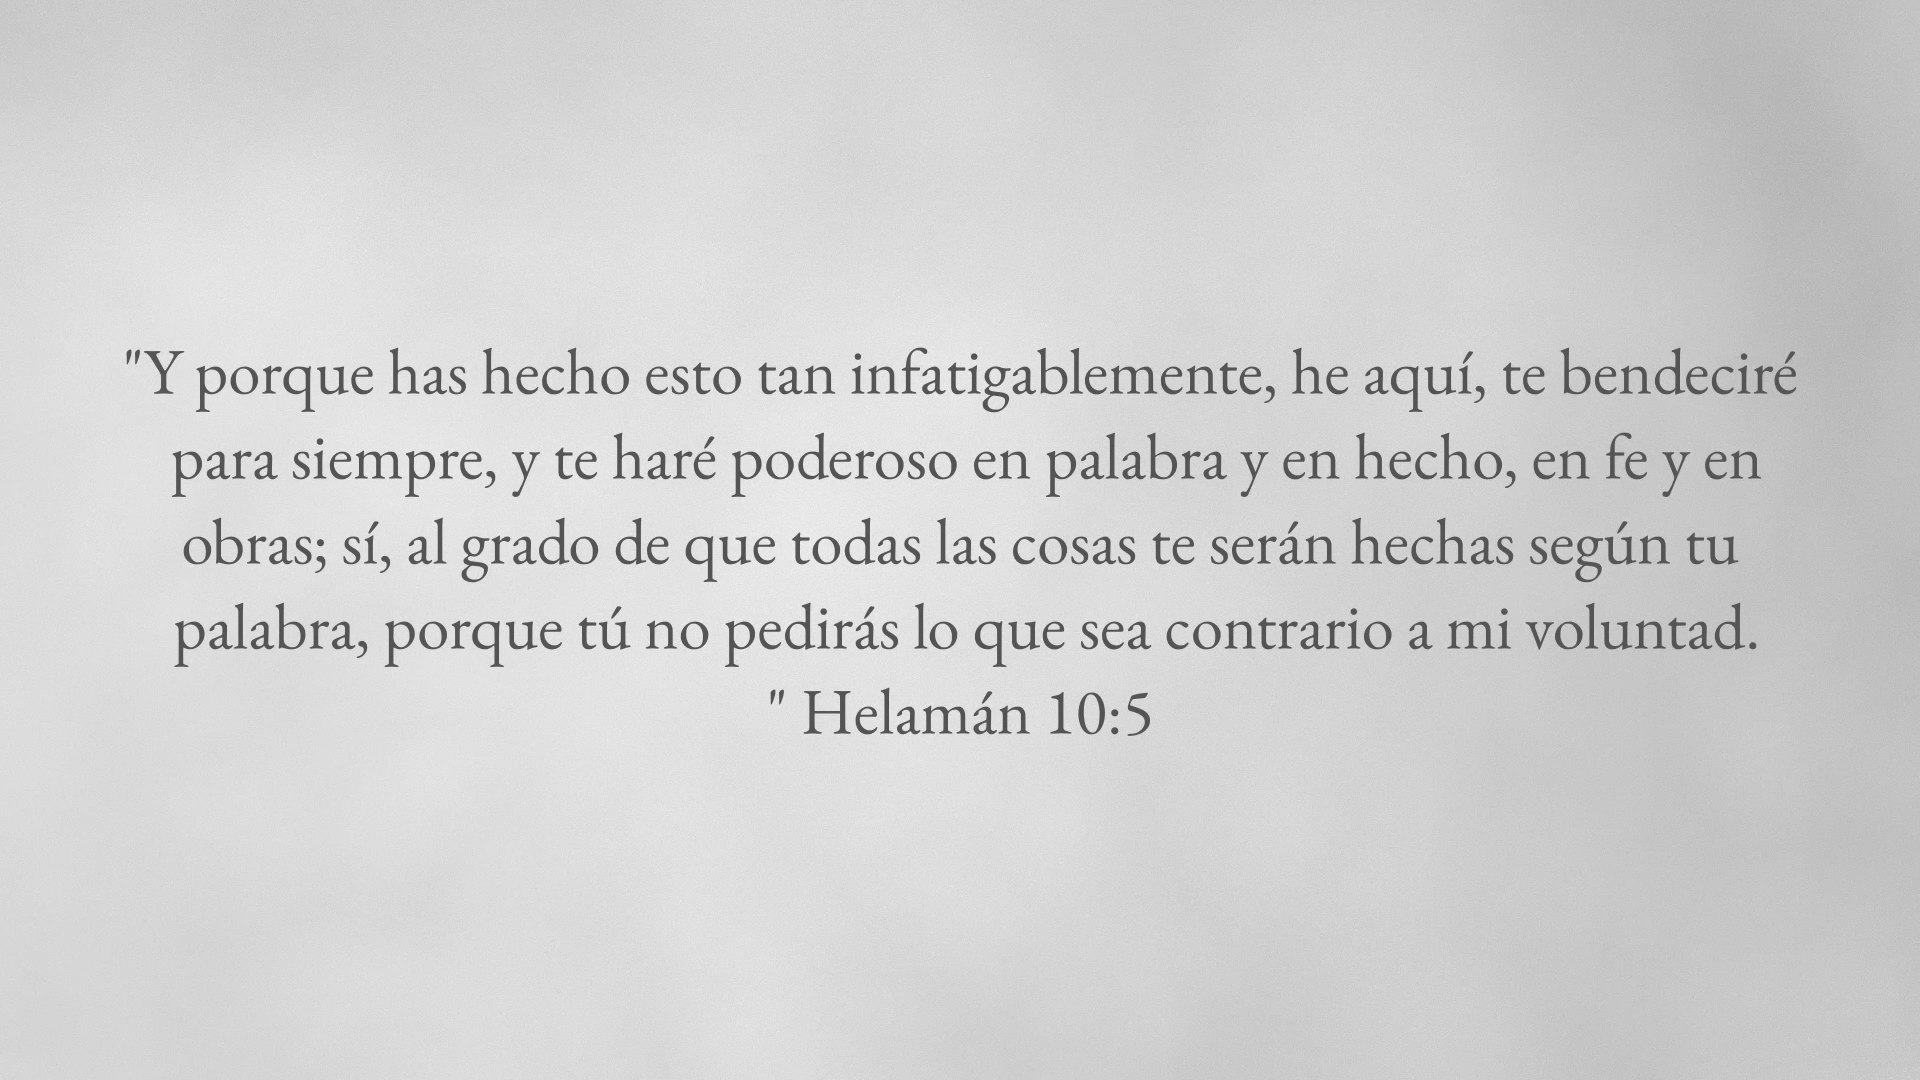 "Y porque has hecho esto tan infatigablemente, he aquí, te bendeciré
para siempre, y te haré poderoso en palabra y en hecho, en fe y en
obras; sí, al grado de que todas las cosas te serán hechas según tu
palabra, porque tú no pedirás lo que sea contrario a mi voluntad.
" Helamán 10:5